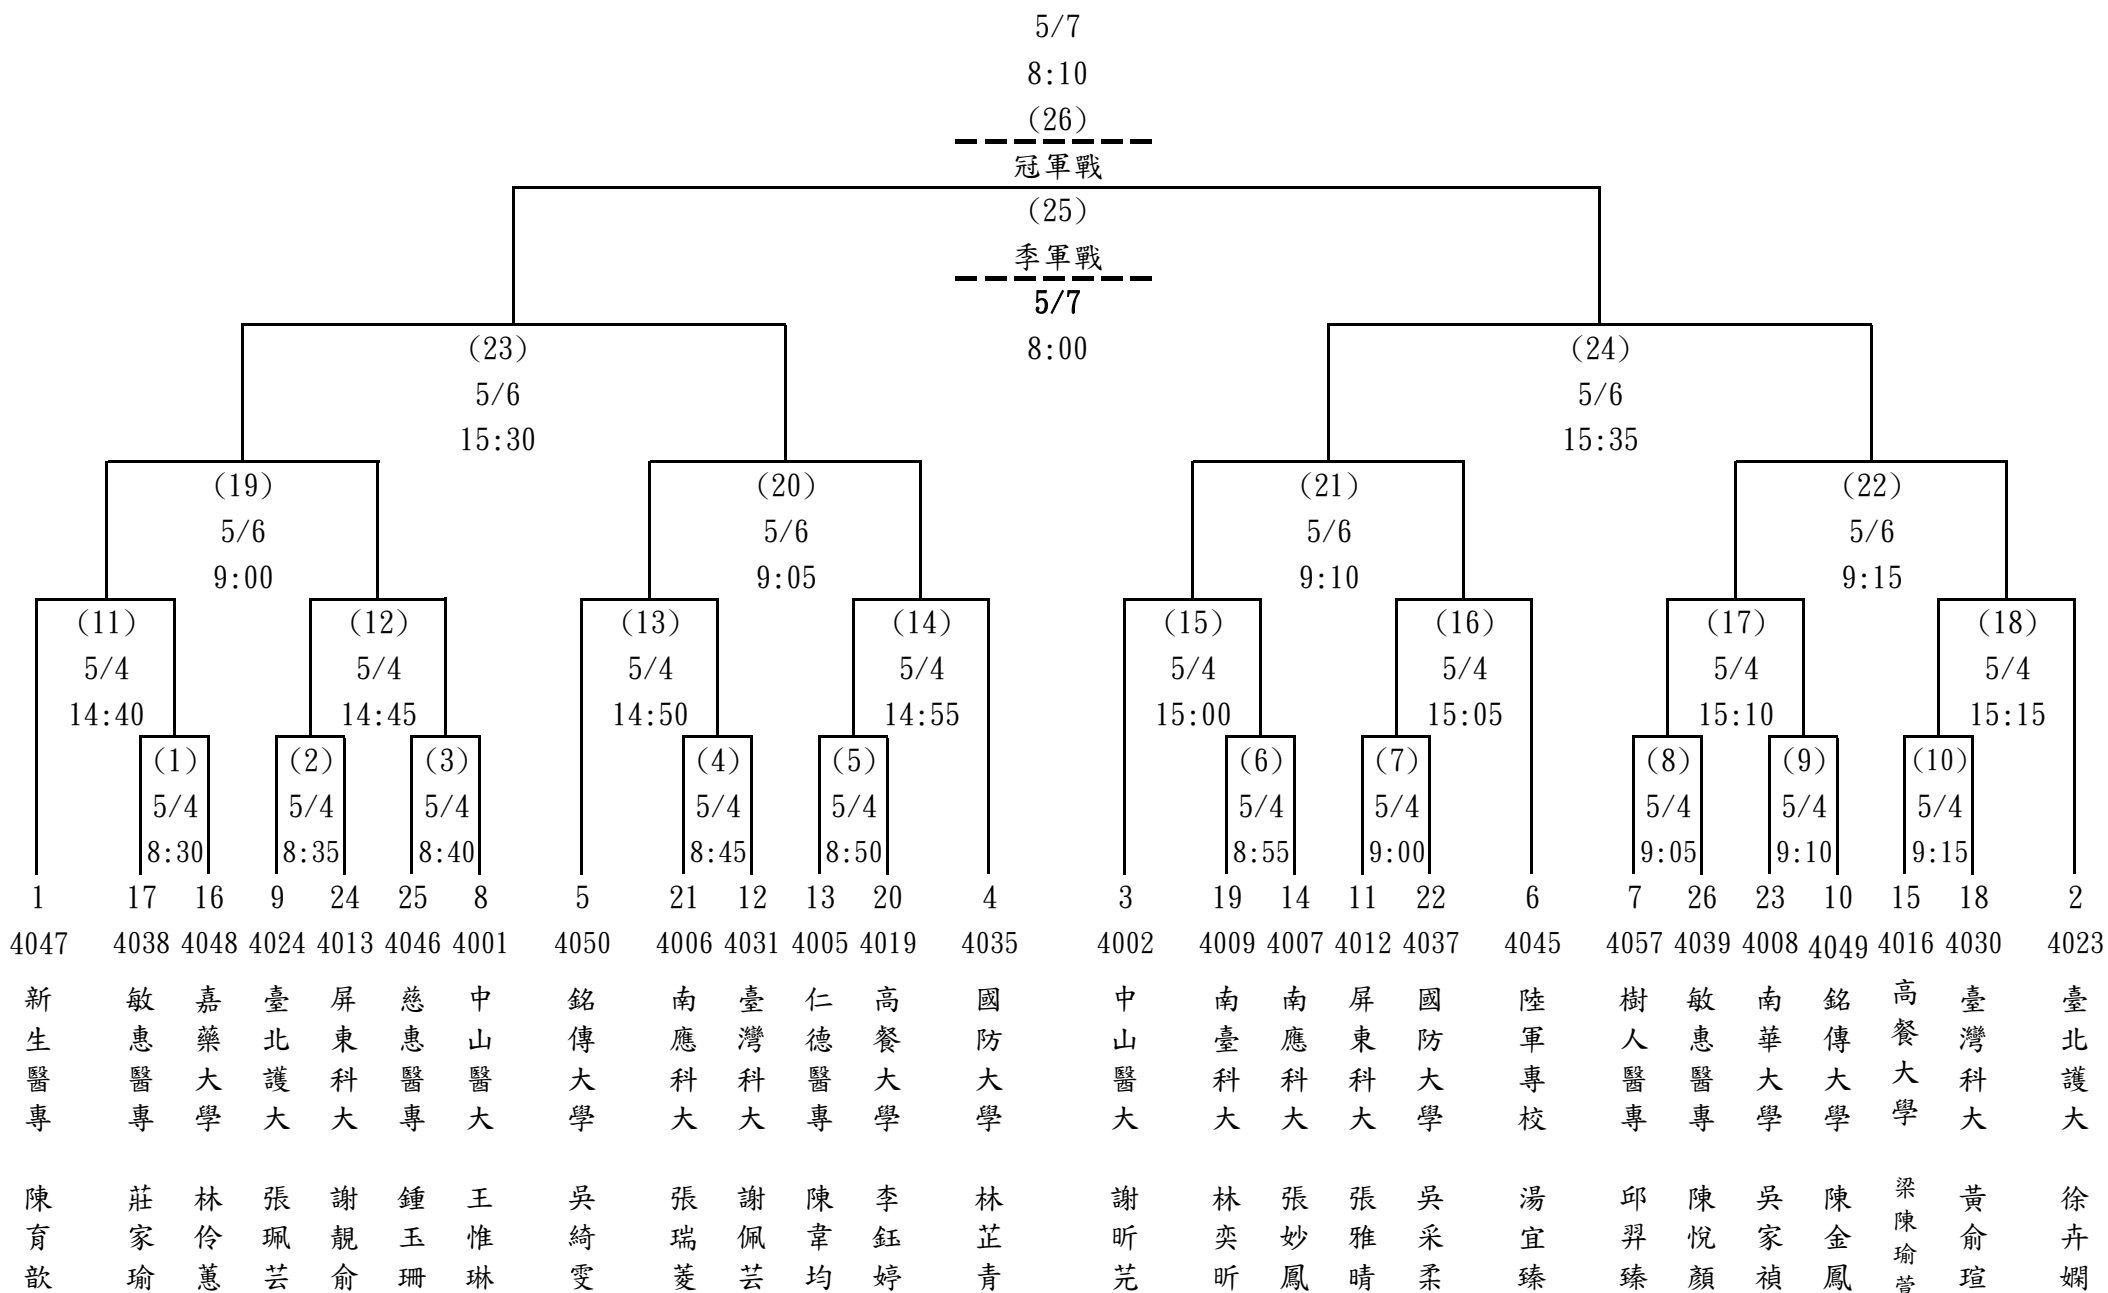 5/7
8:10
(26)
冠軍戰
(25)
季軍戰
5/7
8:00
(23)
5/6
15:30
(24)
5/6
15:35
(19)
5/6
9:00
(20)
5/6
9:05
(21)
5/6
9:10
(22)
5/6
9:15
(11)
5/4
14:40
(12)
5/4
14:45
(13)
5/4
14:50
(14)
5/4
14:55
(15)
5/4
15:00
(16)
5/4
15:05
(17)
5/4
15:10
(18)
5/4
15:15
(1)
5/4
8:30
(2)
5/4
8:35
(3)
5/4
8:40
(4)
5/4
8:45
(5)
5/4
8:50
(6)
5/4
8:55
(7)
5/4
9:00
(8)
5/4
9:05
(9)
5/4
9:10
(10)
5/4
9:15
1
4047
新生醫專
陳育歆
17
4038
敏惠醫專
莊家瑜
16
4048
嘉藥大學
林伶蕙
9
4024
臺北護大
張珮芸
24
4013
屏東科大
謝靚俞
25
4046
慈惠醫專
鍾玉珊
8
4001
中山醫大
王惟琳
5
4050
銘傳大學
吳綺雯
21
4006
南應科大
張瑞菱
12
4031
臺灣科大
謝佩芸
13
4005
仁德醫專
陳韋均
20
4019
高餐大學
李鈺婷
4
4035
國防大學
林芷青
3
4002
中山醫大
謝昕芫
19
4009
南臺科大
林奕昕
14
4007
南應科大
張妙鳳
11
4012
屏東科大
張雅晴
22
4037
國防大學
吳采柔
6
4045
陸軍專校
湯宜臻
7
4057
樹人醫專
邱羿臻
26
4039
敏惠醫專
陳悅顏
23
4008
南華大學
吳家禎
10
4049
銘傳大學
陳金鳳
15
4016
高餐大學
梁陳瑜萱
18
4030
臺灣科大
黃俞瑄
2
4023
臺北護大
徐卉嫻